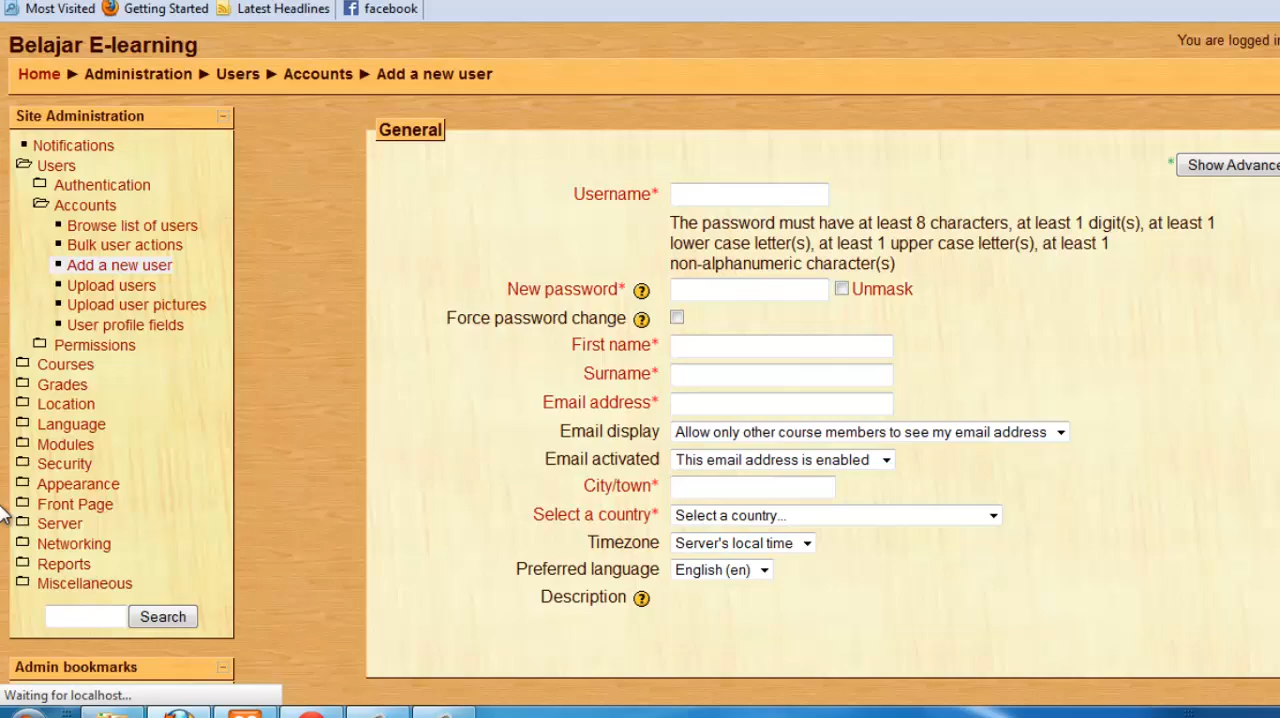 Most Visited Getting Started Latest Headlines facebook
Belajar E-learning
You are logged in
Home ► Administration ► Users ► Accounts ► Add a new user
Site Administration
Notifications
Users
Authentication
Accounts
Browse list of users
Bulk user actions
Add a new user
Upload users
Upload user pictures
User profile fields
Permissions
Courses
Grades
Location
Language
Modules
Security
Appearance
Front Page
Server
Networking
Reports
Miscellaneous
Search
Admin bookmarks
Waiting for localhost...
General
* Show Advance
Username*
The password must have at least 8 characters, at least 1 digit(s), at least 1
lower case letter(s), at least 1 upper case letter(s), at least 1
non-alphanumeric character(s)
New password* ? Unmask
Force password change ?
First name*
Surname*
Email address*
Email display Allow only other course members to see my email address
Email activated This email address is enabled
City/town*
Select a country* Select a country...
Timezone Server's local time
Preferred language English (en)
Description ?